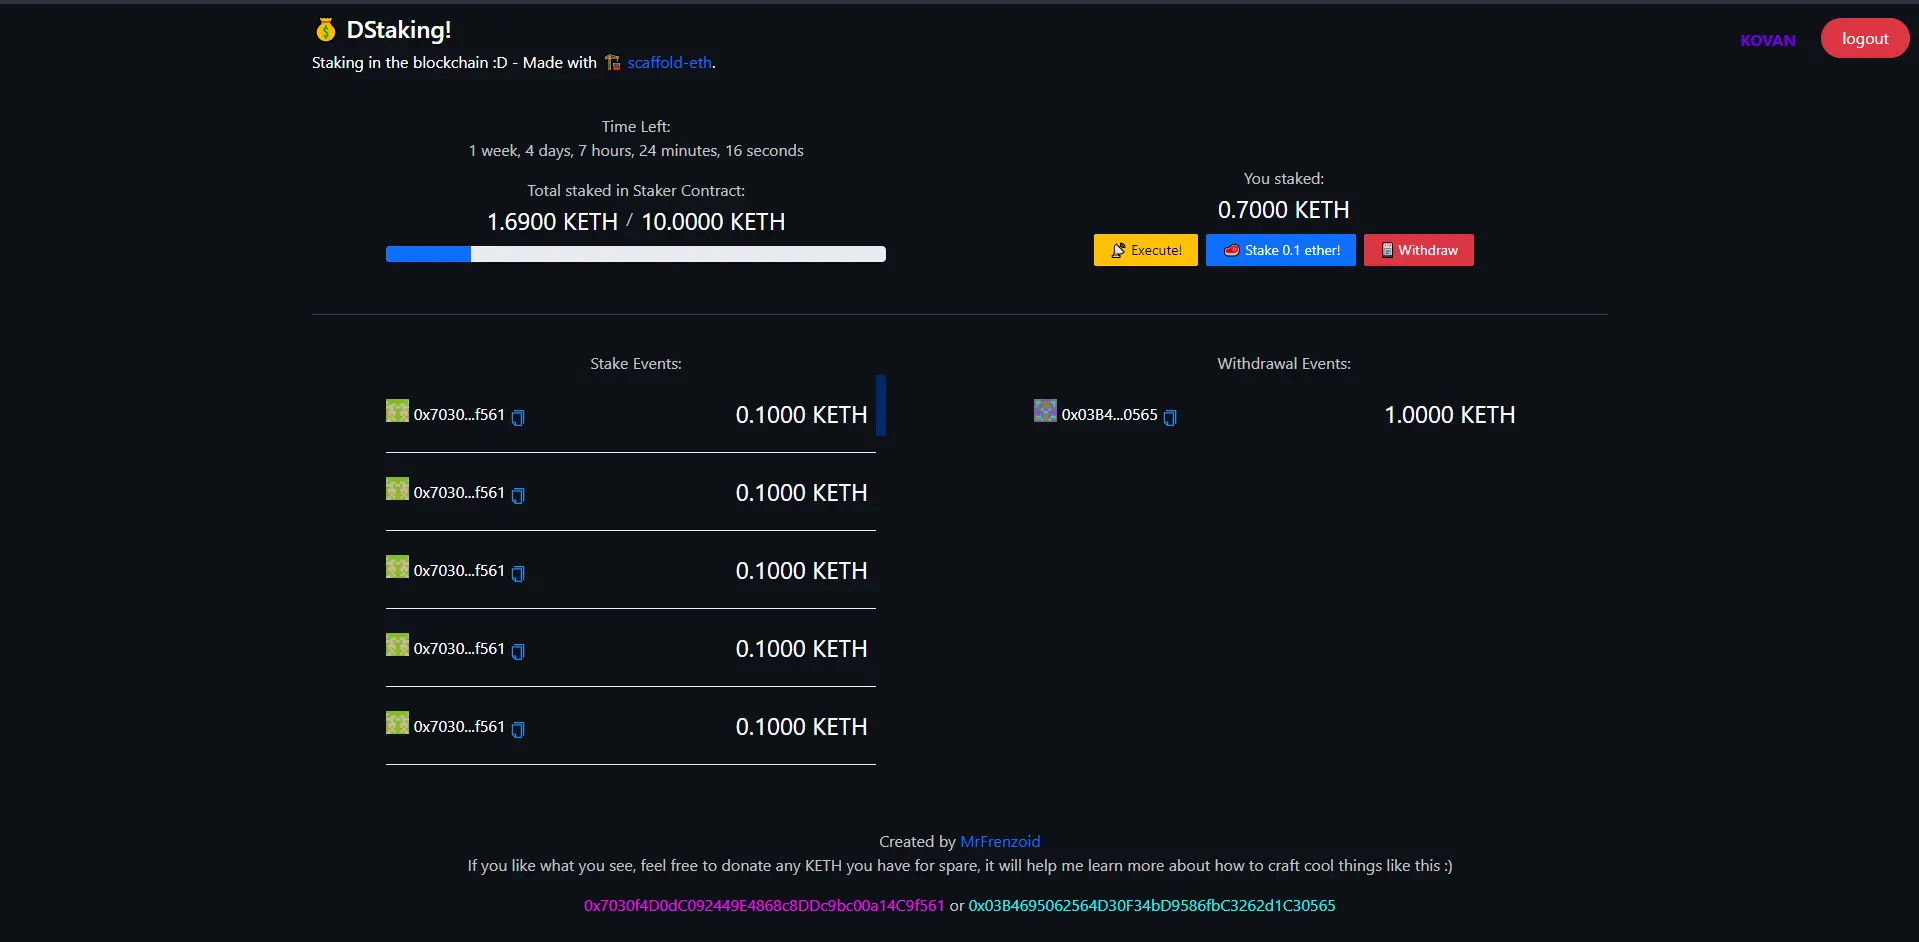 DStaking!
Staking in the blockchain :D - Made with scaffold-eth.
KOVAN
logout
Time Left:
1 week, 4 days, 7 hours, 24 minutes, 16 seconds
Total staked in Staker Contract:
1.6900 KETH / 10.0000 KETH
You staked:
0.7000 KETH
Execute!
Stake 0.1 ether!
Withdraw
Stake Events:
0x7030...f561 0.1000 KETH
0x7030...f561 0.1000 KETH
0x7030...f561 0.1000 KETH
0x7030...f561 0.1000 KETH
0x7030...f561 0.1000 KETH
Withdrawal Events:
0x03B4...0565 1.0000 KETH
Created by MrFrenzoid
If you like what you see, feel free to donate any KETH you have for spare, it will help me learn more about how to craft cool things like this :)
0x7030f4D0dC092449E4868c8DDc9bc00a14C9f561 or 0x03B4695062564D30F34bD9586fbC3262d1C30565